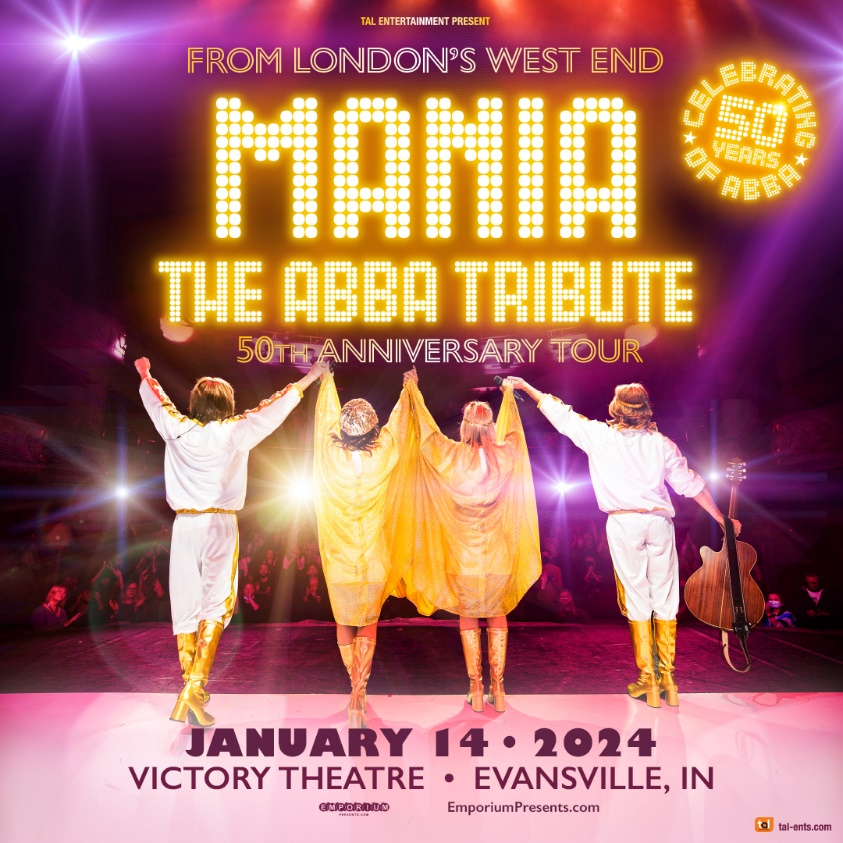 TAL ENTERTAINMENT PRESENT
FROM LONDON'S WEST END
MANIA
CELEBRATING
50
YEARS
OF ABBA
THE ABBA TRIBUTE
50TH ANNIVERSARY TOUR
JANUARY 14 • 2024
VICTORY THEATRE • EVANSVILLE, IN
EMPORIUM
PRESENTS.COM
EmporiumPresents.com
tal
tal-ents.com